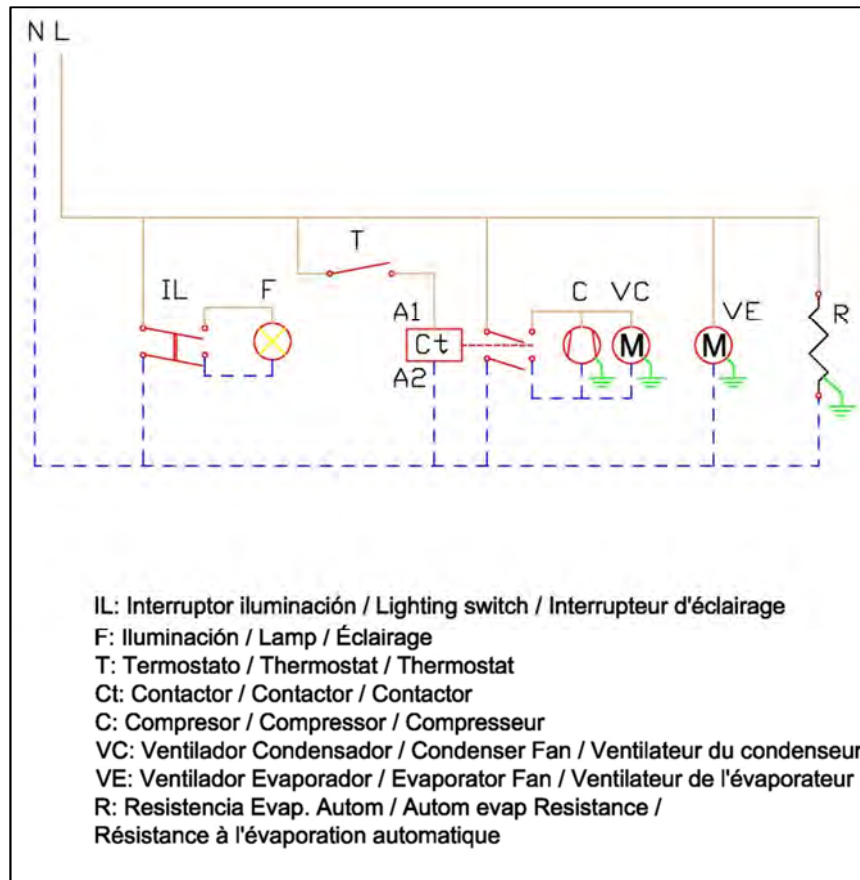 N L
T
IL F
C VC
VE
R
A1
Ct
M
M
A2
IL: Interruptor iluminación / Lighting switch / Interrupteur d'éclairage
F: Iluminación / Lamp / Éclairage
T: Termostato / Thermostat / Thermostat
Ct: Contactor / Contactor / Contactor
C: Compresor / Compressor / Compresseur
VC: Ventilador Condensador / Condenser Fan / Ventilateur du condenseur
VE: Ventilador Evaporador / Evaporator Fan / Ventilateur de l'évaporateur
R: Resistencia Evap. Autom / Autom evap Resistance /
Résistance à l'évaporation automatique